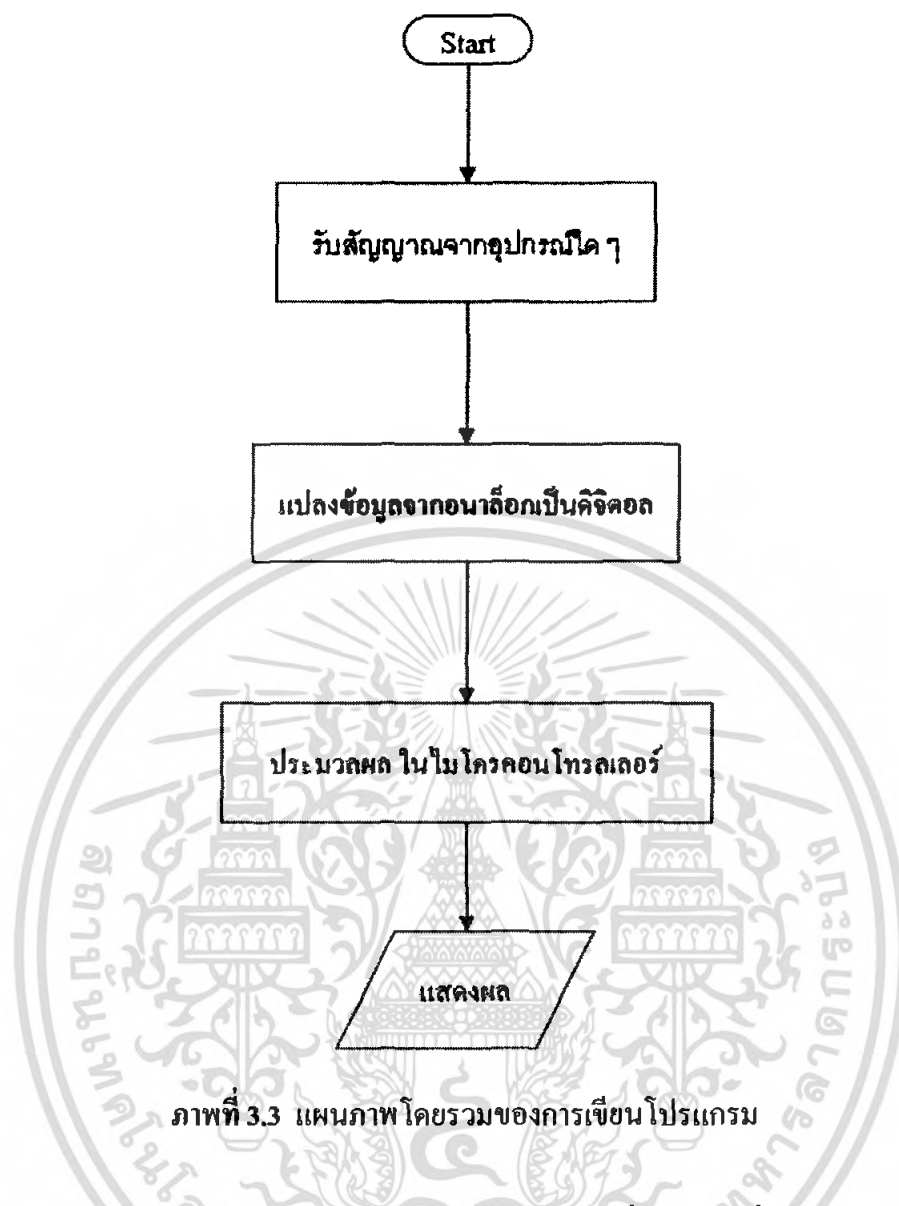 Start
รับสัญญาณจากอุปกรณ์ใด ๆ
แปลงข้อมูลจากอนาล็อกเป็นดิจิตอล
ประมวลผล ในไมโครคอนโทรลเลอร์
แสดงผล
ภาพที่ 3.3 แผนภาพโดยรวมของการเขียนโปรแกรม